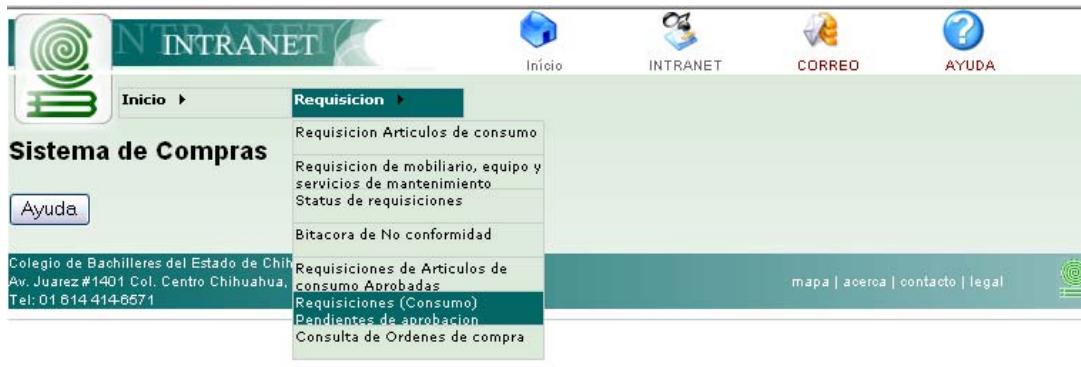 INTRANET
Início INTRANET CORREO AYUDA
Inicio Requisicion
Requisicion Articulos de consumo
Sistema de Compras
Requisicion de mobiliario, equipo y
servicios de mantenimiento
Ayuda
Status de requisiciones
Bitacora de No conformidad
Colegio de Bachilleres del Estado de Chih
Av. Juarez #1401 Col. Centro Chihuahua,
Tel: 01 614 414-6571
Requisiciones de Articulos de
consumo Aprobadas
Requisiciones (Consumo)
Pendientes de aprobacion
Consulta de Ordenes de compra
mapa | acerca | contacto | legal